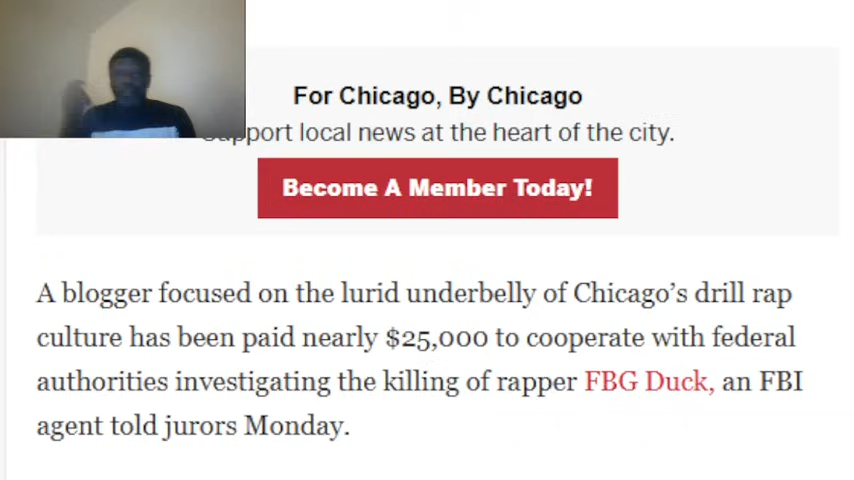 For Chicago, By Chicago
upport local news at the heart of the city.
Become A Member Today!
A blogger focused on the lurid underbelly of Chicago’s drill rap
culture has been paid nearly $25,000 to cooperate with federal
authorities investigating the killing of rapper FBG Duck, an FBI
agent told jurors Monday.